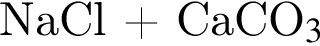 NaCl + CaCO₃